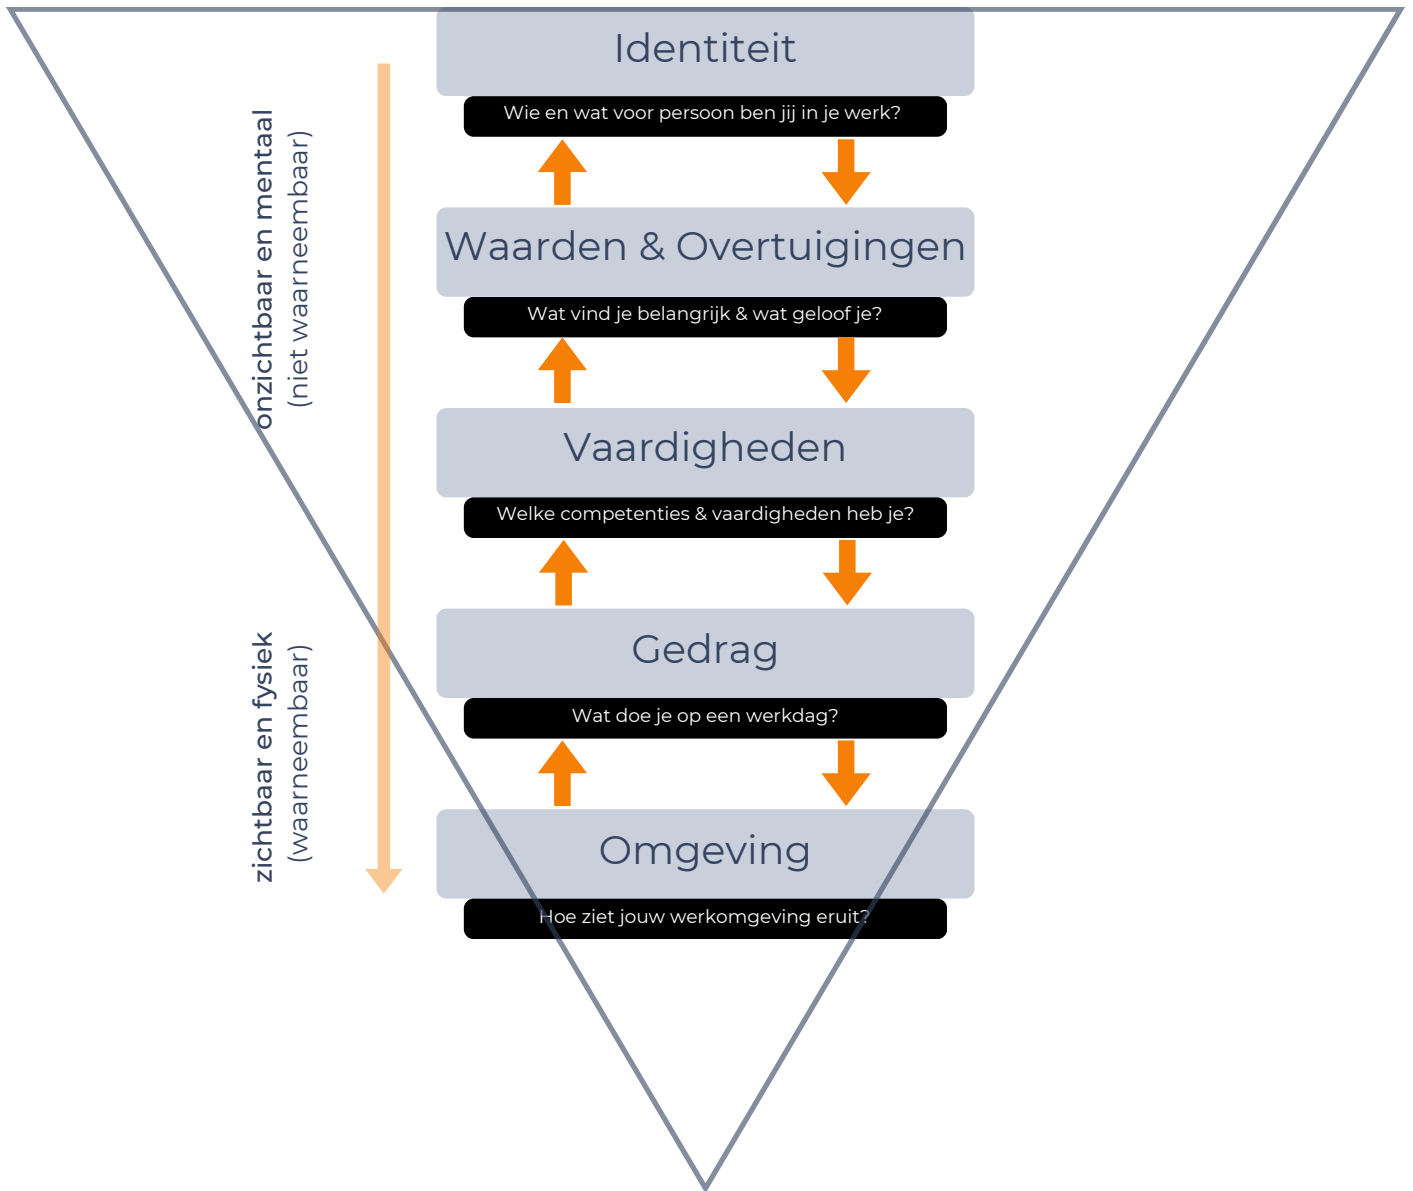 Identiteit
Wie en wat voor persoon ben jij in je werk?
onzichtbaar en mentaal
(niet waarneembaar)
Waarden & Overtuigingen
Wat vind je belangrijk & wat geloof je?
Vaardigheden
Welke competenties & vaardigheden heb je?
zichtbaar en fysiek
(waarneembaar)
Gedrag
Wat doe je op een werkdag?
Omgeving
Hoe ziet jouw werkomgeving eruit?